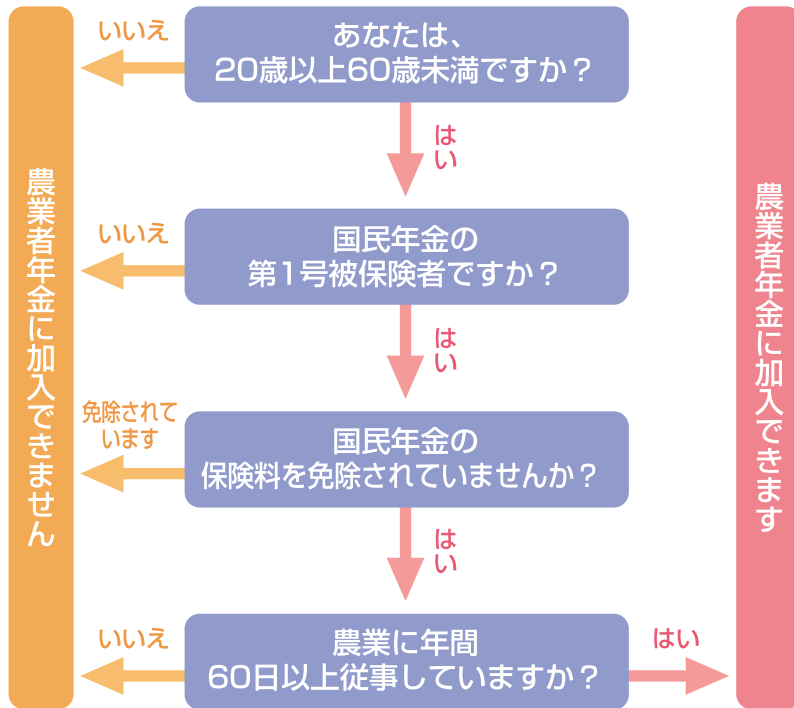 いいえ
あなたは、
20歳以上60歳未満ですか？
はい
いいえ
国民年金の
第1号被保険者ですか？
はい
免除されて
います
国民年金の
保険料を免除されていませんか？
はい
いいえ
農業に年間
60日以上従事していますか？
はい
農業者年金に加入できません
農業者年金に加入できます